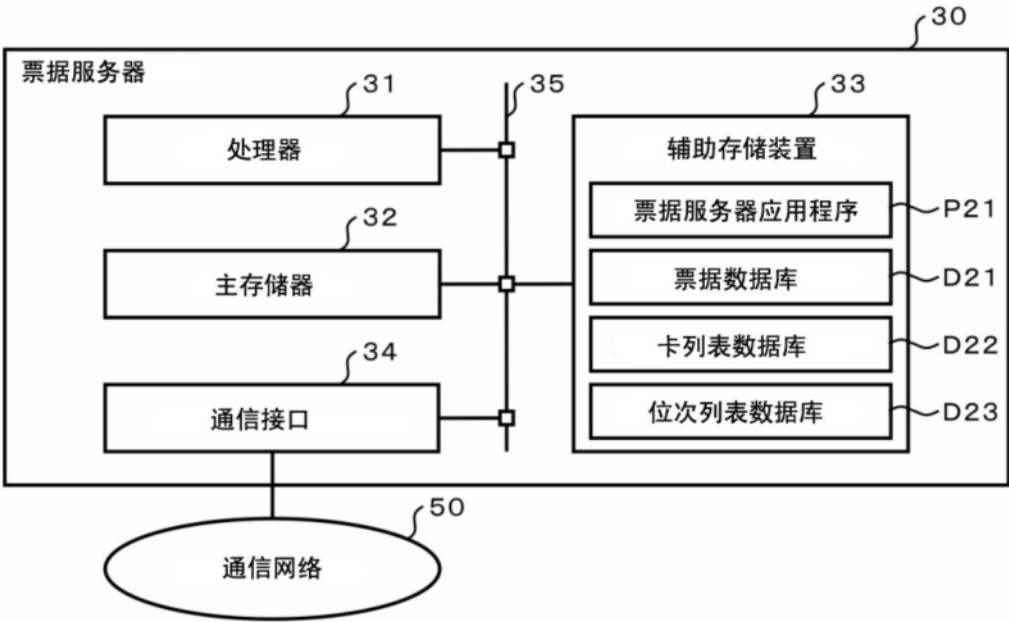 30
票据服务器
31
35
33
处理器
辅助存储装置
票据服务器应用程序
P21
32
主存储器
票据数据库
D21
卡列表数据库
D22
34
通信接口
位次列表数据库
D23
50
通信网络